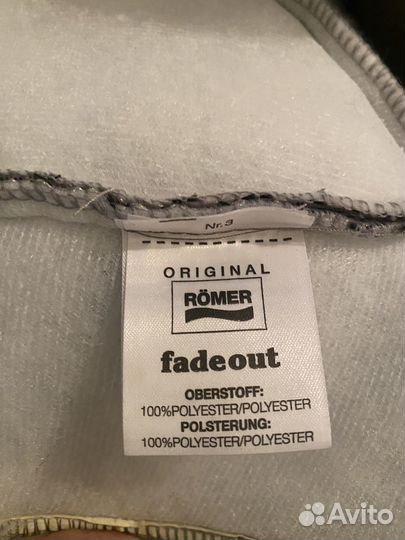 Nr. 3
ORIGINAL
RÖMER
fadeout
OBERSTOFF:
100%POLYESTER/POLYESTER
POLSTERUNG:
100%POLYESTER/POLYESTER
Avito